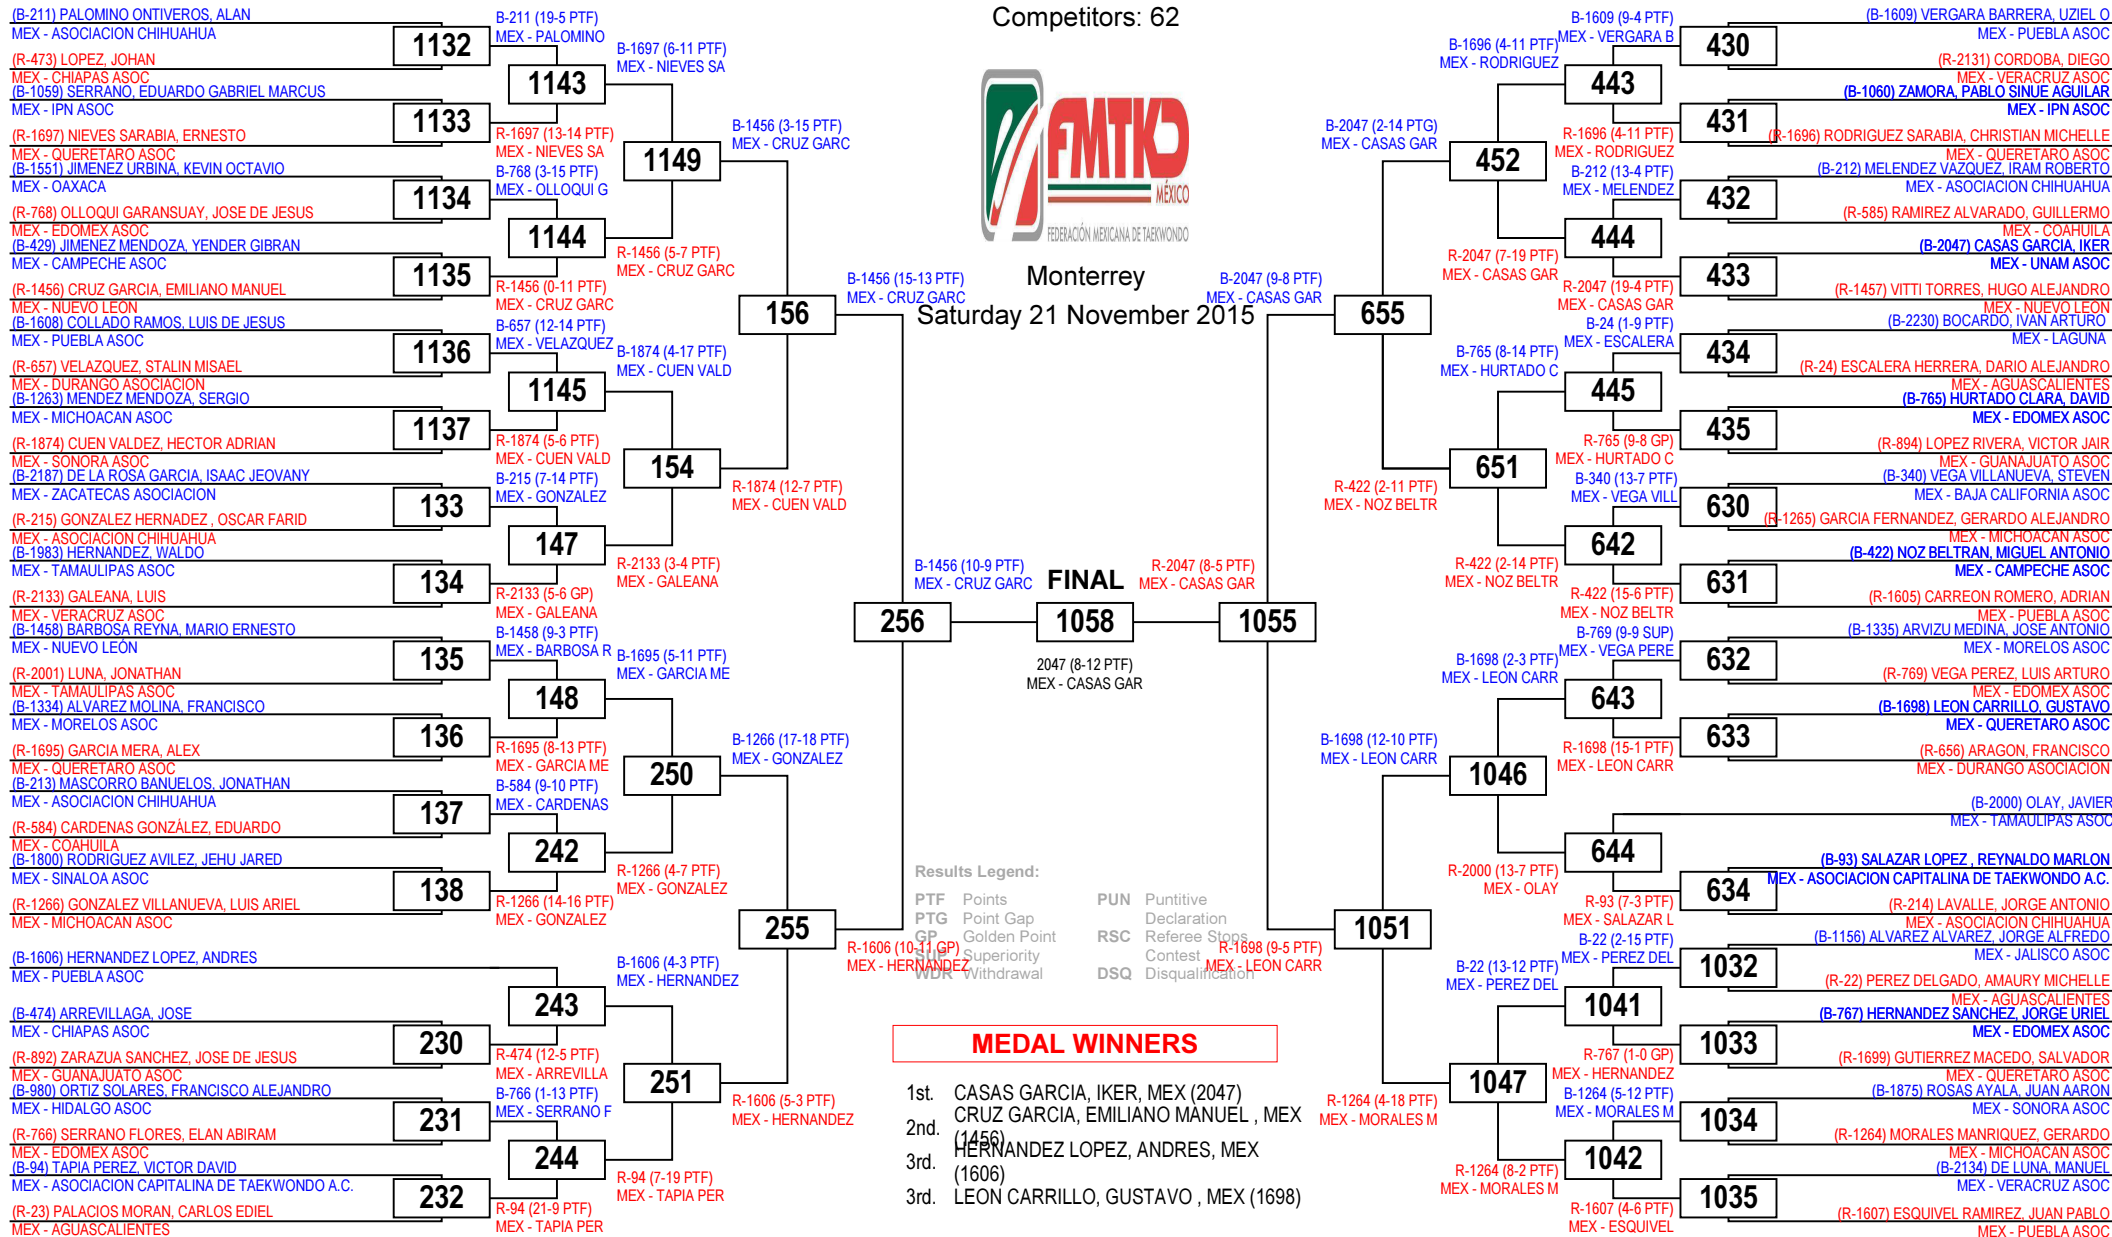 Competitors: 62
FMTKD
MÉXICO
FEDERACIÓN MEXICANA DE TAEKWONDO
Monterrey
Saturday 21 November 2015
(B-211) PALOMINO ONTIVEROS, ALAN
MEX - ASOCIACION CHIHUAHUA
1132
(R-473) LOPEZ, JOHAN
MEX - CHIAPAS ASOC
(B-1059) SERRANO, EDUARDO GABRIEL MARCUS
MEX - IPN ASOC
1133
(R-1697) NIEVES SARABIA, ERNESTO
MEX - QUERETARO ASOC
(B-1551) JIMENEZ URBINA, KEVIN OCTAVIO
MEX - OAXACA
1134
(R-768) OLLOQUI GARANSUAY, JOSE DE JESUS
MEX - EDOMEX ASOC
(B-429) JIMENEZ MENDOZA, YENDER GIBRAN
MEX - CAMPECHE ASOC
1135
(R-1456) CRUZ GARCIA, EMILIANO MANUEL
MEX - NUEVO LEÓN
(B-1608) COLLADO RAMOS, LUIS DE JESUS
MEX - PUEBLA ASOC
1136
(R-657) VELAZQUEZ, STALIN MISAEL
MEX - DURANGO ASOCIACION
(B-1263) MENDEZ MENDOZA, SERGIO
MEX - MICHOACAN ASOC
1137
(R-1874) CUEN VALDEZ, HECTOR ADRIAN
MEX - SONORA ASOC
(B-2187) DE LA ROSA GARCIA, ISAAC JEOVANY
MEX - ZACATECAS ASOCIACION
133
(R-215) GONZALEZ HERNADEZ , OSCAR FARID
MEX - ASOCIACION CHIHUAHUA
(B-1983) HERNANDEZ, WALDO
MEX - TAMAULIPAS ASOC
134
(R-2133) GALEANA, LUIS
MEX - VERACRUZ ASOC
(B-1458) BARBOSA REYNA, MARIO ERNESTO
MEX - NUEVO LEÓN
135
(R-2001) LUNA, JONATHAN
MEX - TAMAULIPAS ASOC
(B-1334) ALVAREZ MOLINA, FRANCISCO
MEX - MORELOS ASOC
136
(R-1695) GARCIA MERA, ALEX
MEX - QUERETARO ASOC
(B-213) MASCORRO BANUELOS, JONATHAN
MEX - ASOCIACION CHIHUAHUA
137
(R-584) CARDENAS GONZÁLEZ, EDUARDO
MEX - COAHUILA
(B-1800) RODRIGUEZ AVILEZ, JEHU JARED
MEX - SINALOA ASOC
138
(R-1266) GONZALEZ VILLANUEVA, LUIS ARIEL
MEX - MICHOACAN ASOC
(B-1606) HERNANDEZ LOPEZ, ANDRES
MEX - PUEBLA ASOC
(B-474) ARREVILLAGA, JOSE
MEX - CHIAPAS ASOC
230
(R-892) ZARAZUA SANCHEZ, JOSE DE JESUS
MEX - GUANAJUATO ASOC
(B-980) ORTIZ SOLARES, FRANCISCO ALEJANDRO
MEX - HIDALGO ASOC
231
(R-766) SERRANO FLORES, ELAN ABIRAM
MEX - EDOMEX ASOC
(B-94) TAPIA PEREZ, VICTOR DAVID
MEX - ASOCIACION CAPITALINA DE TAEKWONDO A.C.
232
(R-23) PALACIOS MORAN, CARLOS EDIEL
MEX - AGUASCALIENTES
B-211 (19-5 PTF)
MEX - PALOMINO
1143
R-1697 (13-14 PTF)
MEX - NIEVES SA
B-768 (3-15 PTF)
MEX - OLLOQUI G
1144
R-1456 (0-11 PTF)
MEX - CRUZ GARC
B-657 (12-14 PTF)
MEX - VELAZQUEZ
1145
R-1874 (5-6 PTF)
MEX - CUEN VALD
B-215 (7-14 PTF)
MEX - GONZALEZ
147
R-2133 (5-6 GP)
MEX - GALEANA
B-1458 (9-3 PTF)
MEX - BARBOSA R
148
R-1695 (8-13 PTF)
MEX - GARCIA ME
B-584 (9-10 PTF)
MEX - CARDENAS
242
R-1266 (14-16 PTF)
MEX - GONZALEZ
243
R-474 (12-5 PTF)
MEX - ARREVILLA
B-766 (1-13 PTF)
MEX - SERRANO F
244
R-94 (21-9 PTF)
MEX - TAPIA PER
B-1697 (6-11 PTF)
MEX - NIEVES SA
1149
R-1456 (5-7 PTF)
MEX - CRUZ GARC
B-1874 (4-17 PTF)
MEX - CUEN VALD
154
R-2133 (3-4 PTF)
MEX - GALEANA
B-1695 (5-11 PTF)
MEX - GARCIA ME
250
R-1266 (4-7 PTF)
MEX - GONZALEZ
B-1606 (4-3 PTF)
MEX - HERNANDEZ
251
R-94 (7-19 PTF)
MEX - TAPIA PER
B-1456 (3-15 PTF)
MEX - CRUZ GARC
156
R-1874 (12-7 PTF)
MEX - CUEN VALD
B-1266 (17-18 PTF)
MEX - GONZALEZ
255
R-1606 (5-3 PTF)
MEX - HERNANDEZ
B-1456 (15-13 PTF)
MEX - CRUZ GARC
256
R-1606 (10-11 GP)
MEX - HERNANDEZ
B-1456 (10-9 PTF)
MEX - CRUZ GARC
FINAL
1058
2047 (8-12 PTF)
MEX - CASAS GAR
R-2047 (8-5 PTF)
MEX - CASAS GAR
1055
B-2047 (9-8 PTF)
MEX - CASAS GAR
R-1698 (9-5 PTF)
MEX - LEON CARR
B-2047 (2-14 PTG)
MEX - CASAS GAR
655
R-422 (2-11 PTF)
MEX - NOZ BELTR
B-1698 (12-10 PTF)
MEX - LEON CARR
1051
R-1264 (4-18 PTF)
MEX - MORALES M
B-1696 (4-11 PTF)
MEX - RODRIGUEZ
452
R-2047 (7-19 PTF)
MEX - CASAS GAR
B-765 (8-14 PTF)
MEX - HURTADO C
651
R-422 (2-14 PTF)
MEX - NOZ BELTR
B-1698 (2-3 PTF)
MEX - LEON CARR
1046
R-2000 (13-7 PTF)
MEX - OLAY
B-22 (13-12 PTF)
MEX - PEREZ DEL
1047
R-1264 (8-2 PTF)
MEX - MORALES M
B-1609 (9-4 PTF)
MEX - VERGARA B
443
R-1696 (4-11 PTF)
MEX - RODRIGUEZ
B-212 (13-4 PTF)
MEX - MELENDEZ
444
R-2047 (19-4 PTF)
MEX - CASAS GAR
B-24 (1-9 PTF)
MEX - ESCALERA
445
R-765 (9-8 GP)
MEX - HURTADO C
B-340 (13-7 PTF)
MEX - VEGA VILL
642
R-422 (15-6 PTF)
MEX - NOZ BELTR
B-769 (9-9 SUP)
MEX - VEGA PERE
643
R-1698 (15-1 PTF)
MEX - LEON CARR
644
R-93 (7-3 PTF)
MEX - SALAZAR L
B-22 (2-15 PTF)
MEX - PEREZ DEL
1041
R-767 (1-0 GP)
MEX - HERNANDEZ
B-1264 (5-12 PTF)
MEX - MORALES M
1042
R-1607 (4-6 PTF)
MEX - ESQUIVEL
(B-1609) VERGARA BARRERA, UZIEL O
MEX - PUEBLA ASOC
430
(R-2131) CORDOBA, DIEGO
MEX - VERACRUZ ASOC
(B-1060) ZAMORA, PABLO SINUE AGUILAR
MEX - IPN ASOC
431
(R-1696) RODRIGUEZ SARABIA, CHRISTIAN MICHELLE
MEX - QUERETARO ASOC
(B-212) MELENDEZ VAZQUEZ, IRAM ROBERTO
MEX - ASOCIACION CHIHUAHUA
432
(R-585) RAMIREZ ALVARADO, GUILLERMO
MEX - COAHUILA
(B-2047) CASAS GARCIA, IKER
MEX - UNAM ASOC
433
(R-1457) VITTI TORRES, HUGO ALEJANDRO
MEX - NUEVO LEÓN
(B-2230) BOCARDO, IVAN ARTURO
MEX - LAGUNA
434
(R-24) ESCALERA HERRERA, DARIO ALEJANDRO
MEX - AGUASCALIENTES
(B-765) HURTADO CLARA, DAVID
MEX - EDOMEX ASOC
435
(R-894) LOPEZ RIVERA, VICTOR JAIR
MEX - GUANAJUATO ASOC
(B-340) VEGA VILLANUEVA, STEVEN
MEX - BAJA CALIFORNIA ASOC
630
(R-1265) GARCIA FERNANDEZ, GERARDO ALEJANDRO
MEX - MICHOACAN ASOC
(B-422) NOZ BELTRAN, MIGUEL ANTONIO
MEX - CAMPECHE ASOC
631
(R-1605) CARREON ROMERO, ADRIAN
MEX - PUEBLA ASOC
(B-1335) ARVIZU MEDINA, JOSE ANTONIO
MEX - MORELOS ASOC
632
(R-769) VEGA PEREZ, LUIS ARTURO
MEX - EDOMEX ASOC
(B-1698) LEON CARRILLO, GUSTAVO
MEX - QUERETARO ASOC
633
(R-656) ARAGON, FRANCISCO
MEX - DURANGO ASOCIACION
(B-2000) OLAY, JAVIER
MEX - TAMAULIPAS ASOC
(B-93) SALAZAR LOPEZ , REYNALDO MARLON
MEX - ASOCIACION CAPITALINA DE TAEKWONDO A.C.
634
(R-214) LAVALLE, JORGE ANTONIO
MEX - ASOCIACION CHIHUAHUA
(B-1156) ALVAREZ ALVAREZ, JORGE ALFREDO
MEX - JALISCO ASOC
1032
(R-22) PEREZ DELGADO, AMAURY MICHELLE
MEX - AGUASCALIENTES
(B-767) HERNANDEZ SANCHEZ, JORGE URIEL
MEX - EDOMEX ASOC
1033
(R-1699) GUTIERREZ MACEDO, SALVADOR
MEX - QUERETARO ASOC
(B-1875) ROSAS AYALA, JUAN AARON
MEX - SONORA ASOC
1034
(R-1264) MORALES MANRIQUEZ, GERARDO
MEX - MICHOACAN ASOC
(B-2134) DE LUNA, MANUEL
MEX - VERACRUZ ASOC
1035
(R-1607) ESQUIVEL RAMIREZ, JUAN PABLO
MEX - PUEBLA ASOC
Results Legend:
PTF Points
PTG Point Gap
GP Golden Point
SUP Superiority
WDR Withdrawal
PUN Puntitive
Declaration
RSC Referee Stops
Contest
DSQ Disqualification
MEDAL WINNERS
1st. CASAS GARCIA, IKER, MEX (2047)
2nd. CRUZ GARCIA, EMILIANO MANUEL , MEX
(1456)
3rd. HERNANDEZ LOPEZ, ANDRES, MEX
(1606)
3rd. LEON CARRILLO, GUSTAVO , MEX (1698)